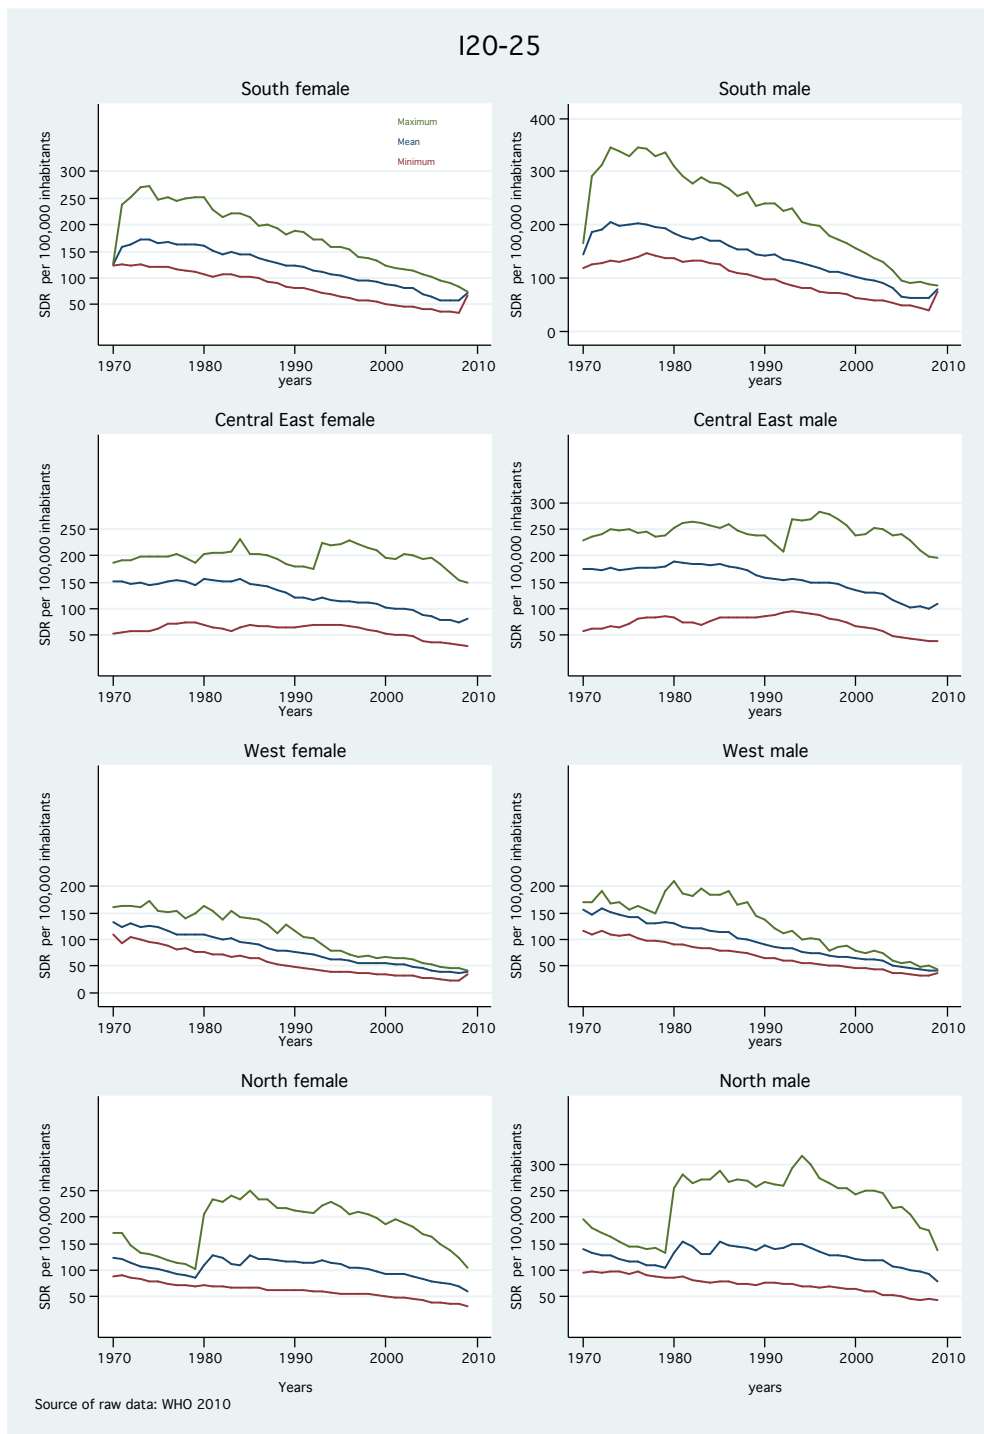 I20-25
South female
South male
SDR per 100,000 inhabitants
300
250
200
150
100
50
Maximum
Mean
Minimum
1970 1980 1990 2000 2010
years
SDR per 100,000 inhabitants
400
300
200
100
0
1970 1980 1990 2000 2010
years
Central East female
Central East male
SDR per 100,000 inhabitants
250
200
150
100
50
1970 1980 1990 2000 2010
Years
SDR per 100,000 inhabitants
300
250
200
150
100
50
1970 1980 1990 2000 2010
years
West female
West male
SDR per 100,000 inhabitants
200
150
100
50
0
1970 1980 1990 2000 2010
Years
SDR per 100,000 inhabitants
200
150
100
50
1970 1980 1990 2000 2010
years
North female
North male
SDR per 100,000 inhabitants
250
200
150
100
50
1970 1980 1990 2000 2010
Years
SDR per 100,000 inhabitants
300
250
200
150
100
50
1970 1980 1990 2000 2010
years
Source of raw data: WHO 2010